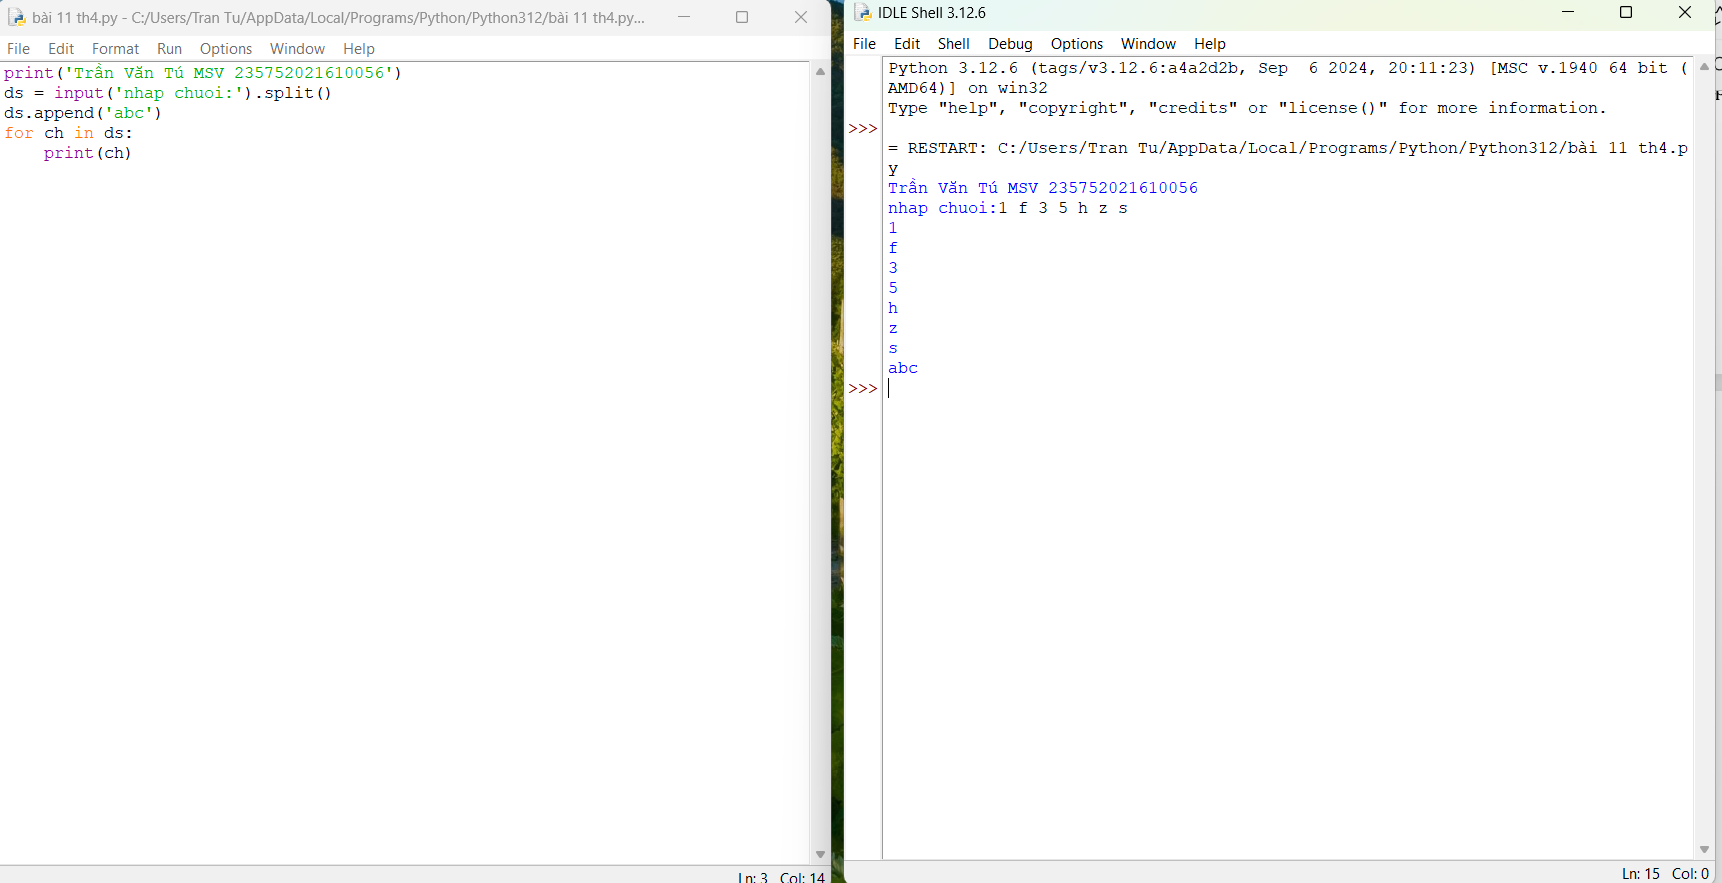 bài 11 th4.py - C:/Users/Tran Tu/AppData/Local/Programs/Python/Python312/bài 11 th4.py...
File Edit Format Run Options Window Help
print('Trần Văn Tú MSV 235752021610056')
ds = input('nhap chuoi:').split()
ds.append('abc')
for ch in ds:
    print(ch)
Ln: 3 Col: 14
IDLE Shell 3.12.6
File Edit Shell Debug Options Window Help
Python 3.12.6 (tags/v3.12.6:a4a2d2b, Sep  6 2024, 20:11:23) [MSC v.1940 64 bit (
AMD64)] on win32
Type "help", "copyright", "credits" or "license()" for more information.
>>>
= RESTART: C:/Users/Tran Tu/AppData/Local/Programs/Python/Python312/bài 11 th4.p
y
Trần Văn Tú MSV 235752021610056
nhap chuoi:1 f 3 5 h z s
1
f
3
5
h
z
s
abc
>>>
Ln: 15 Col: 0